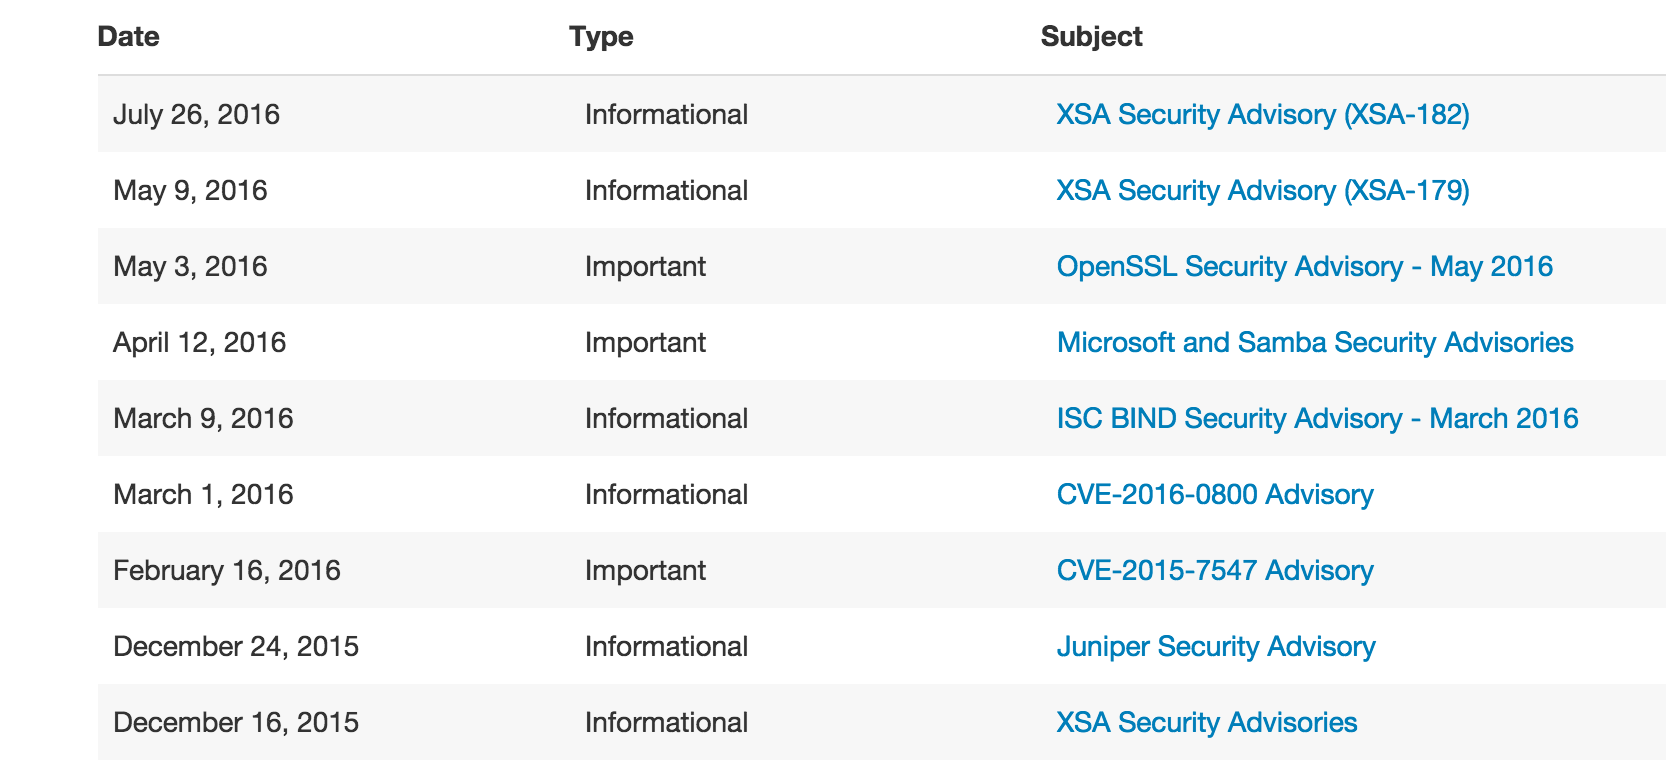 Date Type Subject
July 26, 2016 Informational XSA Security Advisory (XSA-182)
May 9, 2016 Informational XSA Security Advisory (XSA-179)
May 3, 2016 Important OpenSSL Security Advisory - May 2016
April 12, 2016 Important Microsoft and Samba Security Advisories
March 9, 2016 Informational ISC BIND Security Advisory - March 2016
March 1, 2016 Informational CVE-2016-0800 Advisory
February 16, 2016 Important CVE-2015-7547 Advisory
December 24, 2015 Informational Juniper Security Advisory
December 16, 2015 Informational XSA Security Advisories